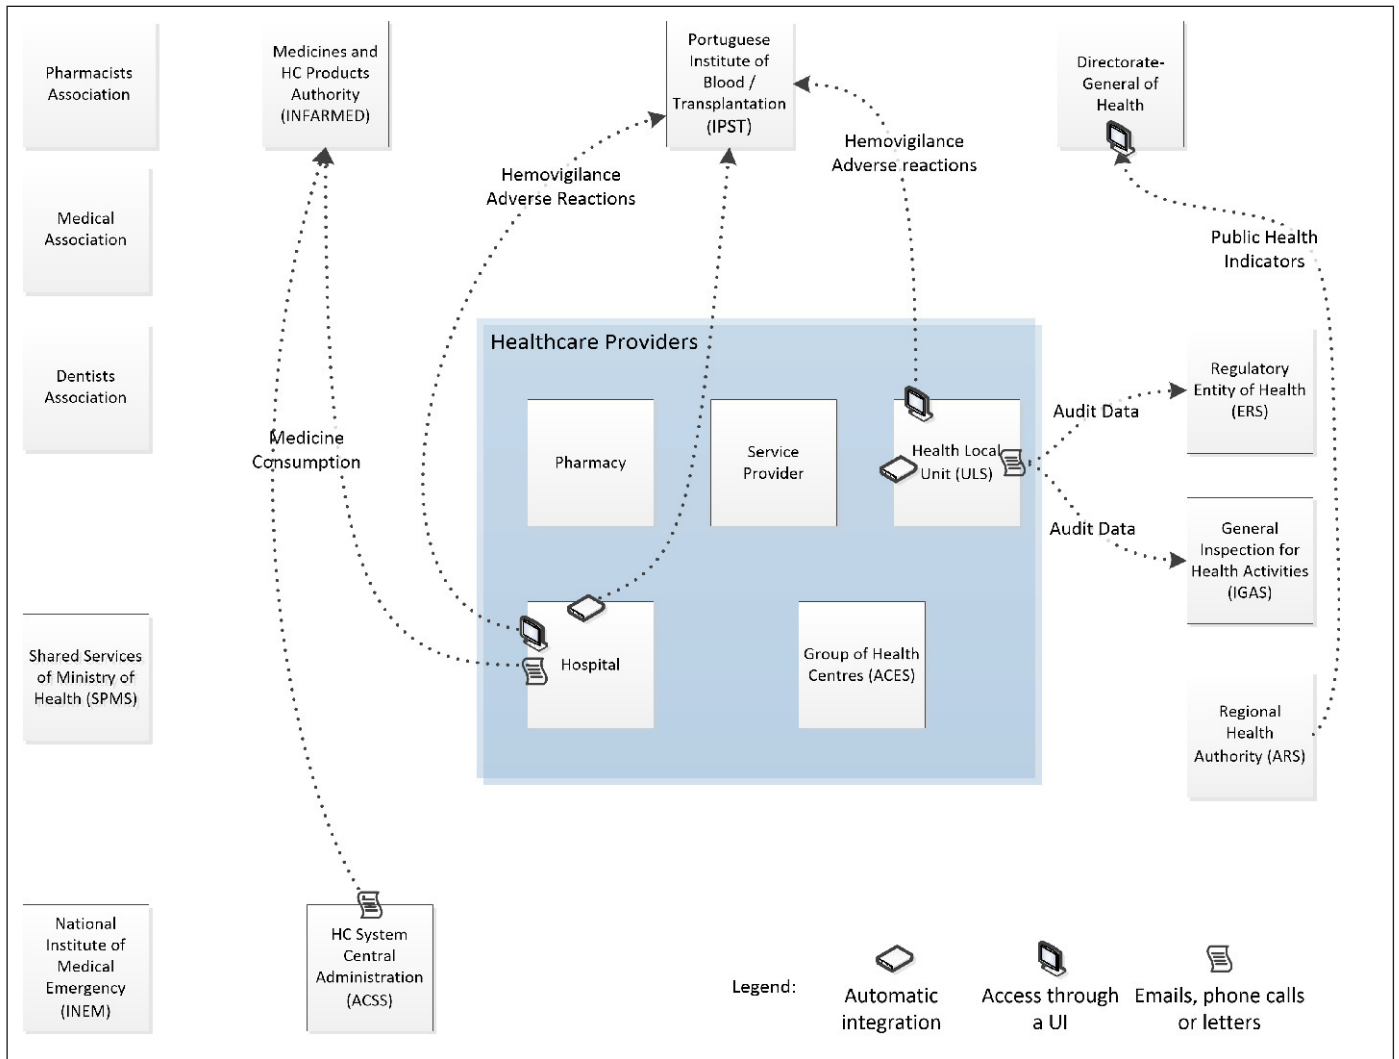 Pharmacists
Association
Medicines and
HC Products
Authority
(INFARMED)
Portuguese
Institute of
Blood /
Transplantation
(IPST)
Directorate-
General of
Health
Hemovigilance
Adverse Reactions
Hemovigilance
Adverse reactions
Medical
Association
Public Health
Indicators
Dentists
Association
Healthcare Providers
Regulatory
Entity of Health
(ERS)
Medicine
Consumption
Pharmacy
Service
Provider
Health Local
Unit (ULS)
Audit Data
Audit Data
General
Inspection for
Health Activities
(IGAS)
Shared Services
of Ministry of
Health (SPMS)
Hospital
Group of Health
Centres (ACES)
Regional
Health
Authority (ARS)
National
Institute of
Medical
Emergency
(INEM)
HC System
Central
Administration
(ACSS)
Legend:
Automatic
integration
Access through
a UI
Emails, phone calls
or letters